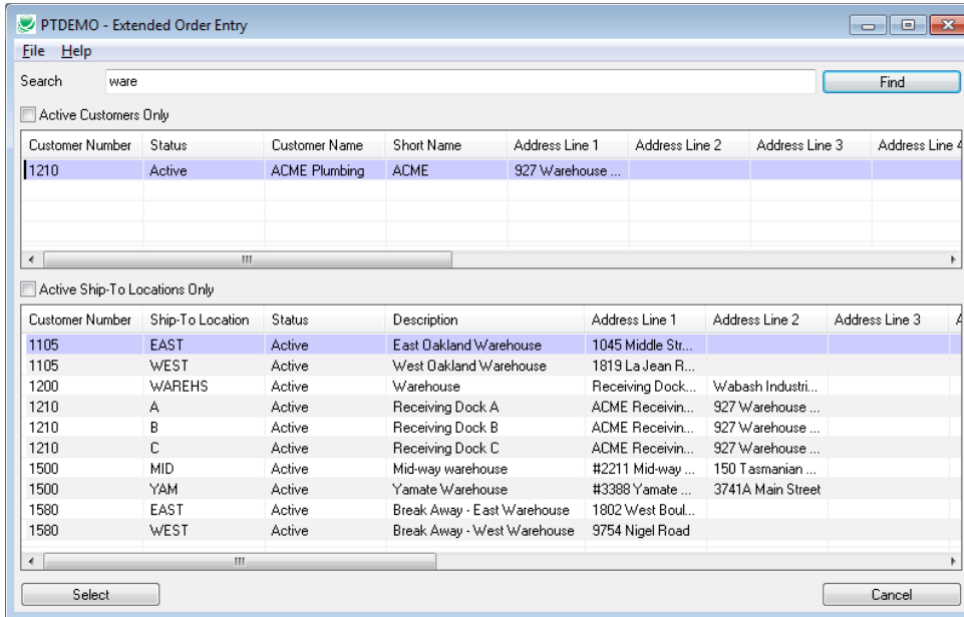 PTDEMO - Extended Order Entry
File Help
Search ware Find
Active Customers Only
Customer Number Status Customer Name Short Name Address Line 1 Address Line 2 Address Line 3 Address Line 4
1210 Active ACME Plumbing ACME 927 Warehouse ...
Active Ship-To Locations Only
Customer Number Ship-To Location Status Description Address Line 1 Address Line 2 Address Line 3
1105 EAST Active East Oakland Warehouse 1045 Middle Str...
1105 WEST Active West Oakland Warehouse 1819 La Jean R...
1200 WAREHS Active Warehouse Receiving Dock... Wabash Industri...
1210 A Active Receiving Dock A ACME Receivin... 927 Warehouse ...
1210 B Active Receiving Dock B ACME Receivin... 927 Warehouse ...
1210 C Active Receiving Dock C ACME Receivin... 927 Warehouse ...
1500 MID Active Mid-way warehouse #2211 Mid-way ... 150 Tasmanian ...
1500 YAM Active Yamate Warehouse #3388 Yamate ... 3741A Main Street
1580 EAST Active Break Away - East Warehouse 1802 West Boul...
1580 WEST Active Break Away - West Warehouse 9754 Nigel Road
Select Cancel